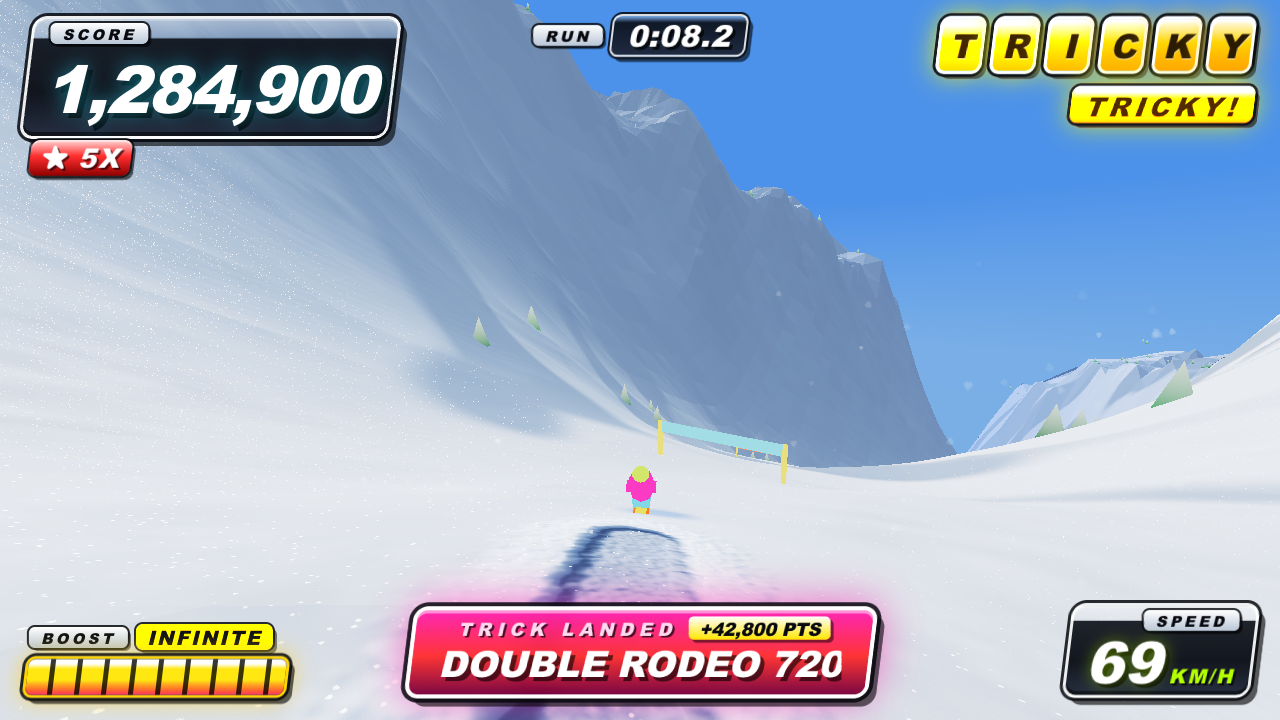 SCORE
1,284,900
★ 5X
RUN 0:08.2
TRICKY
TRICKY!
BOOST INFINITE
TRICK LANDED +42,800 PTS
DOUBLE RODEO 720
SPEED
69 KM/H